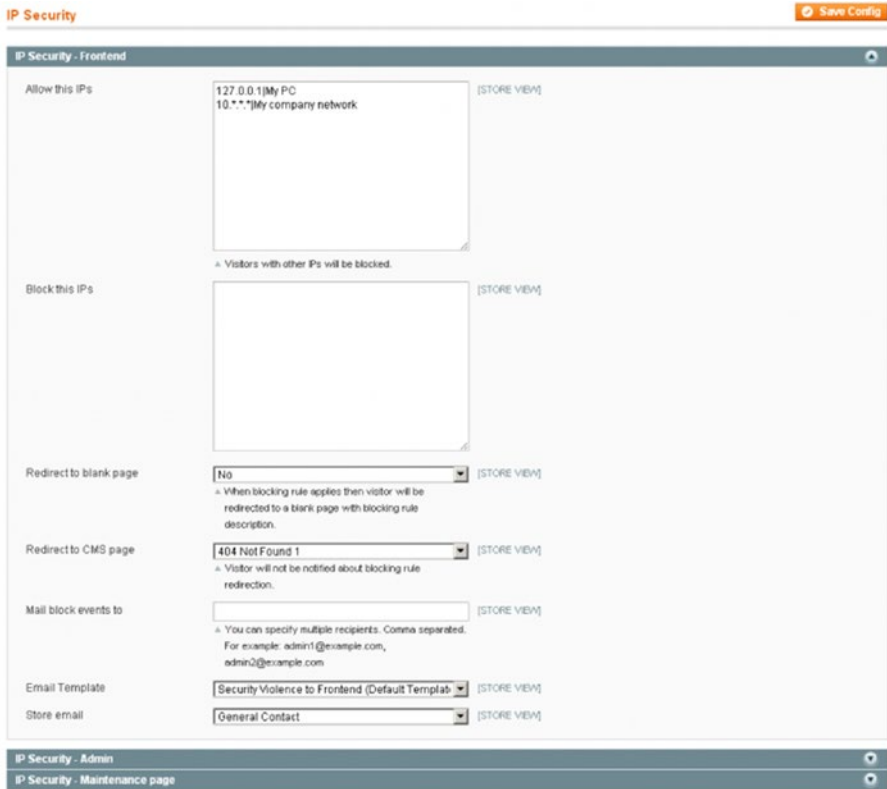 IP Security
Save Config
IP Security - Frontend
Allow this IPs
127.0.0.1|My PC
10.*.*.*|My company network
[STORE VIEW]
Visitors with other IPs will be blocked.
Block this IPs
[STORE VIEW]
Redirect to blank page
No
[STORE VIEW]
When blocking rule applies then visitor will be
redirected to a blank page with blocking rule
description.
Redirect to CMS page
404 Not Found 1
[STORE VIEW]
Visitor will not be notified about blocking rule
redirection.
Mail block events to
[STORE VIEW]
You can specify multiple recipients. Comma separated.
For example: admin1@example.com,
admin2@example.com
Email Template
Security Violence to Frontend (Default Templat
[STORE VIEW]
Store email
General Contact
[STORE VIEW]
IP Security - Admin
IP Security - Maintenance page